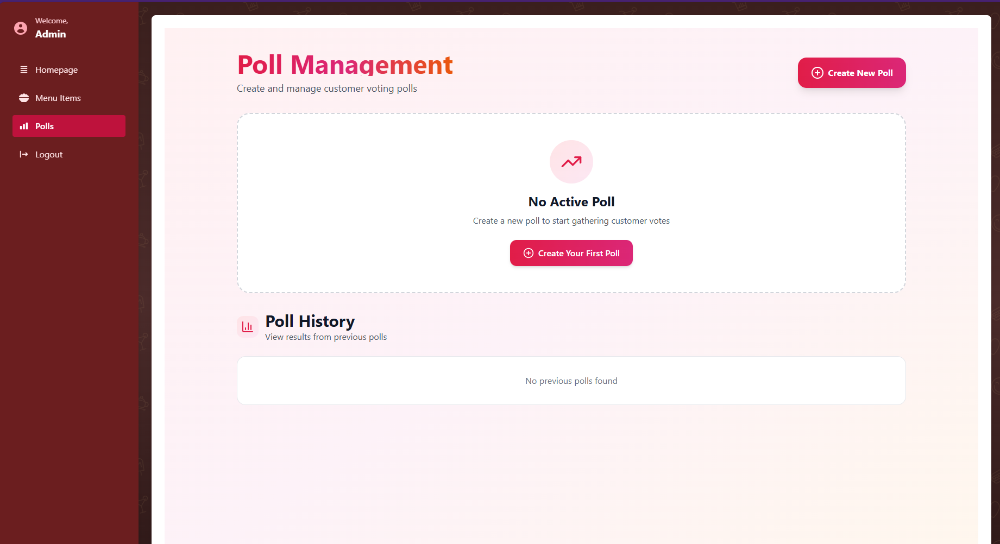 Welcome,
Admin
Homepage
Menu Items
Polls
Logout
Poll Management
Create and manage customer voting polls
Create New Poll
No Active Poll
Create a new poll to start gathering customer votes
Create Your First Poll
Poll History
View results from previous polls
No previous polls found